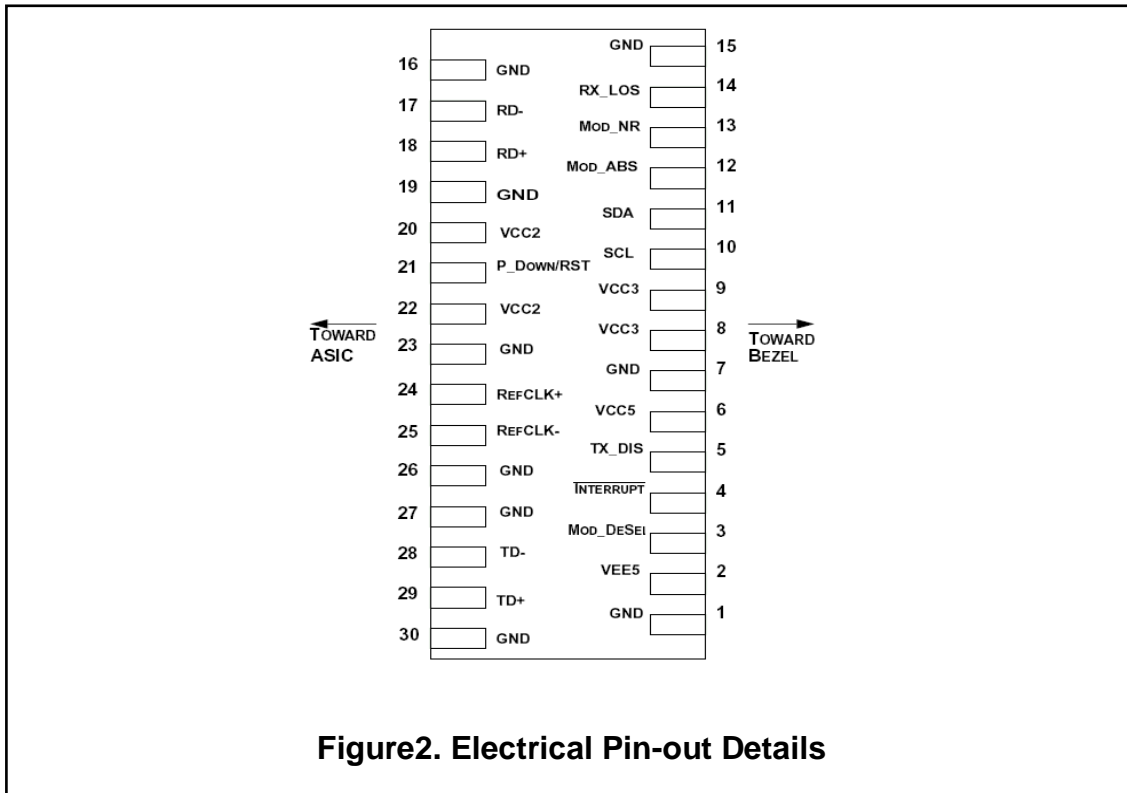 GND 15
16 GND
RX_LOS 14
17 RD-
MOD_NR 13
18 RD+
MOD_ABS 12
19 GND
SDA 11
20 VCC2
SCL 10
21 P_DOWN/RST
VCC3 9
22 VCC2
VCC3 8
TOWARD
ASIC
TOWARD
BEZEL
23 GND
GND 7
24 REFCLK+
VCC5 6
25 REFCLK-
TX_DIS 5
26 GND
INTERRUPT 4
27 GND
MOD_DESEl 3
28 TD-
VEE5 2
29 TD+
GND 1
30 GND
Figure2. Electrical Pin-out Details